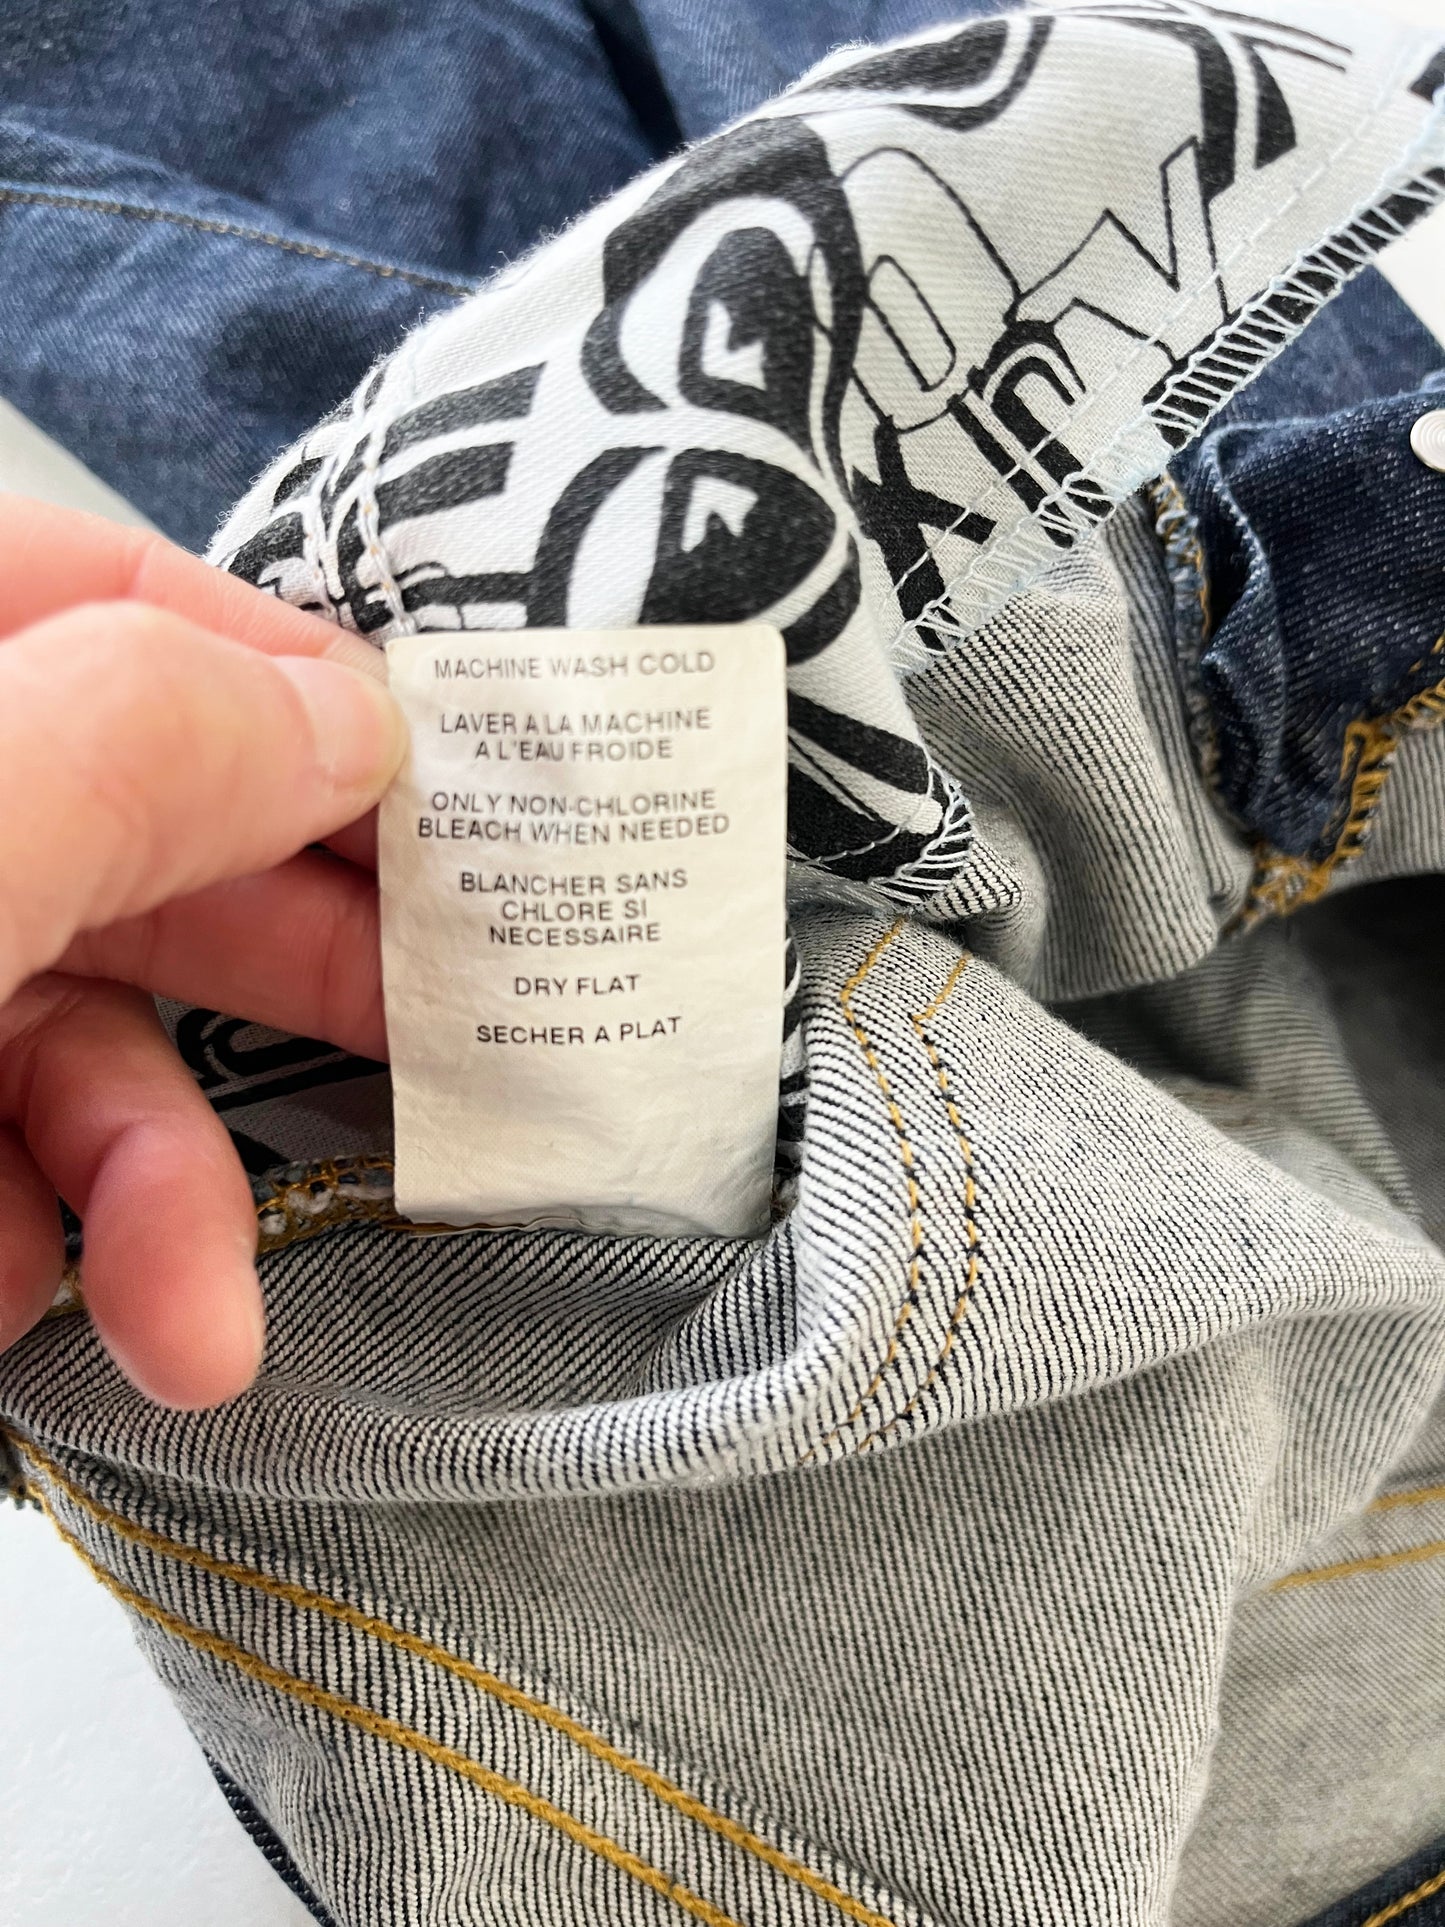 MACHINE WASH COLD
LAVER A LA MACHINE
A L'EAU FROIDE
ONLY NON-CHLORINE
BLEACH WHEN NEEDED
BLANCHER SANS
CHLORE SI
NECESSAIRE
DRY FLAT
SECHER A PLAT